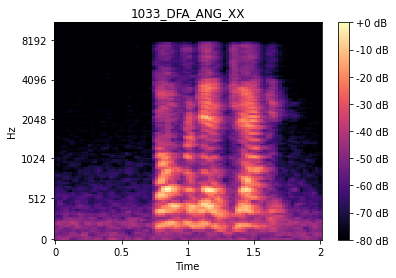 1033_DFA_ANG_XX
8192
4096
2048
1024
512
0
Hz
0
0.5
1
1.5
2
Time
+0 dB
-10 dB
-20 dB
-30 dB
-40 dB
-50 dB
-60 dB
-70 dB
-80 dB